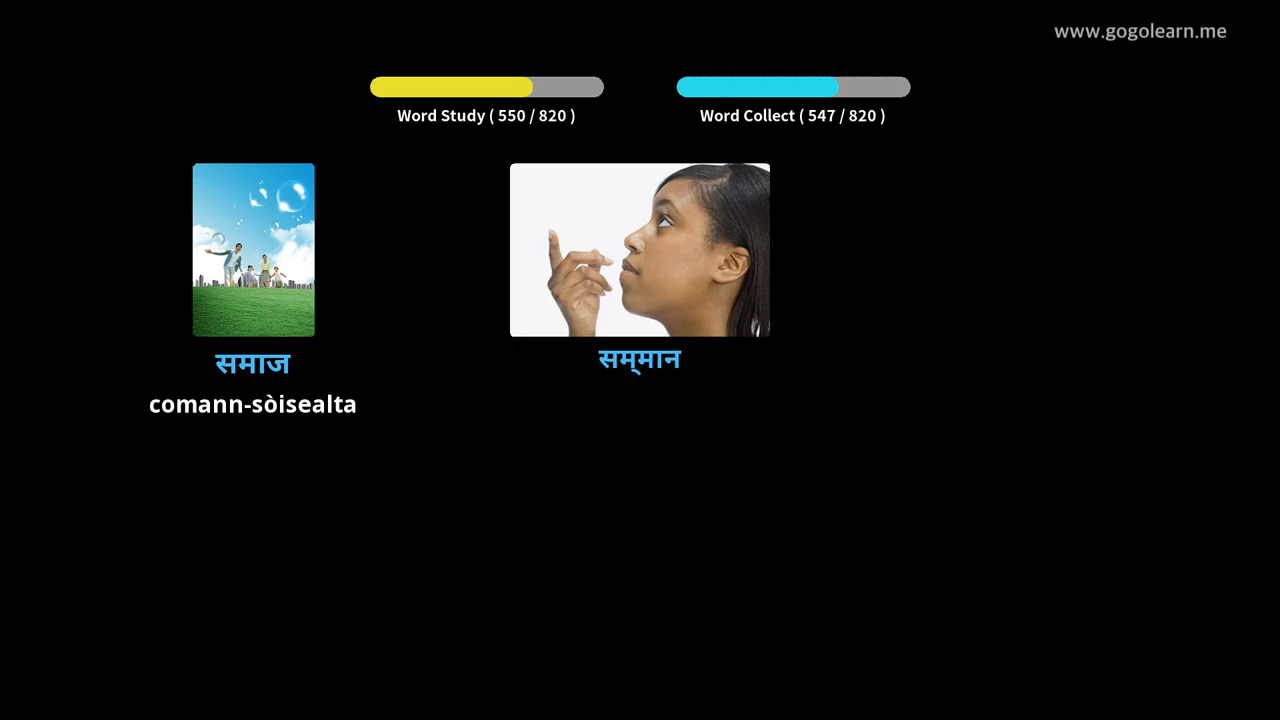 www.gogolearn.me
Word Study ( 550 / 820 )
Word Collect ( 547 / 820 )
समाज
सम्‌मान
comann-sòisealta